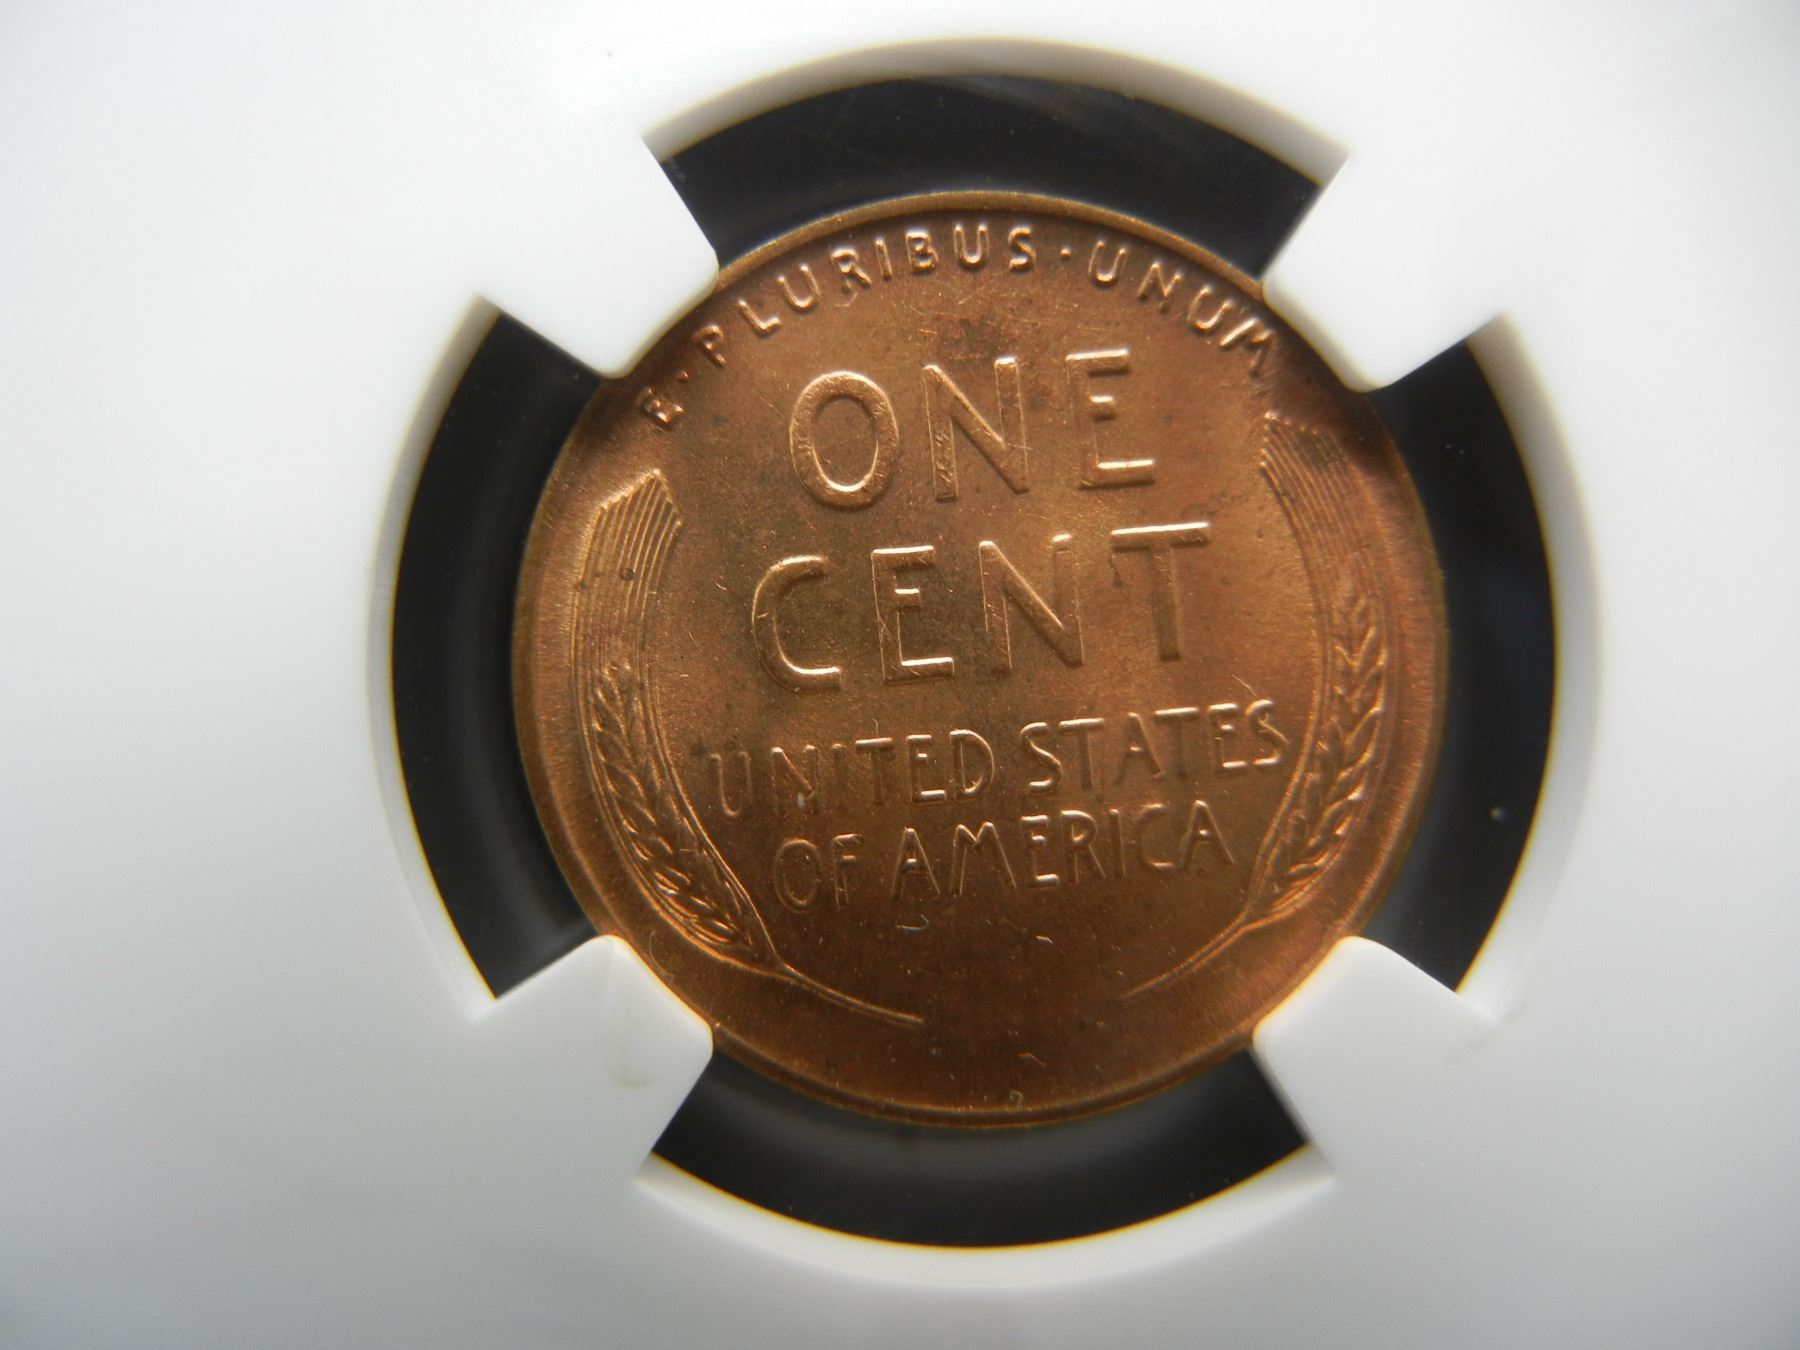 E·PLURIBUS·UNUM
ONE
CENT
UNITED STATES
OF AMERICA